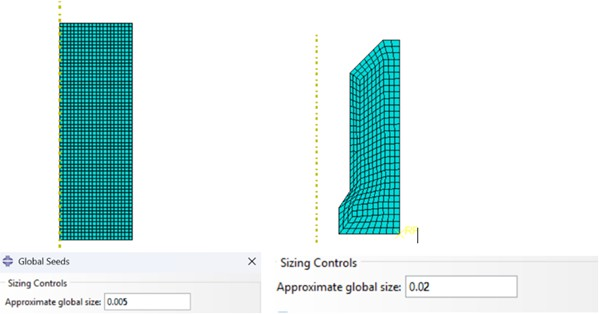 Global Seeds
Sizing Controls
Approximate global size: 0.005
Sizing Controls
Approximate global size: 0.02